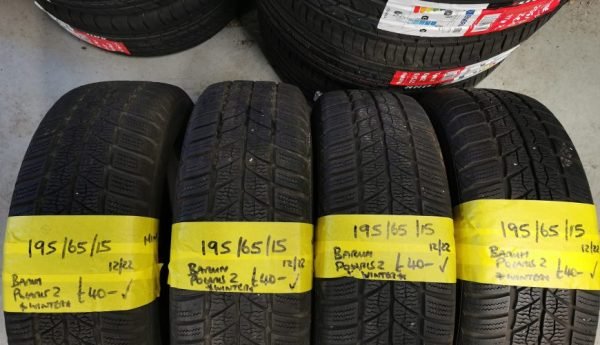 195/65/15
12/22
BARUM
POLARIS 2
*WINTER*
£40-✓
195/65/15
12/22
BARUM
POLARIS 2
*WINTER*
£40-✓
195/65/15
12/22
BARUM
POLARIS 2
*WINTER*
£40-✓
195/65/15
12/22
BARUM
POLARIS 2
*WINTER*
£40-✓